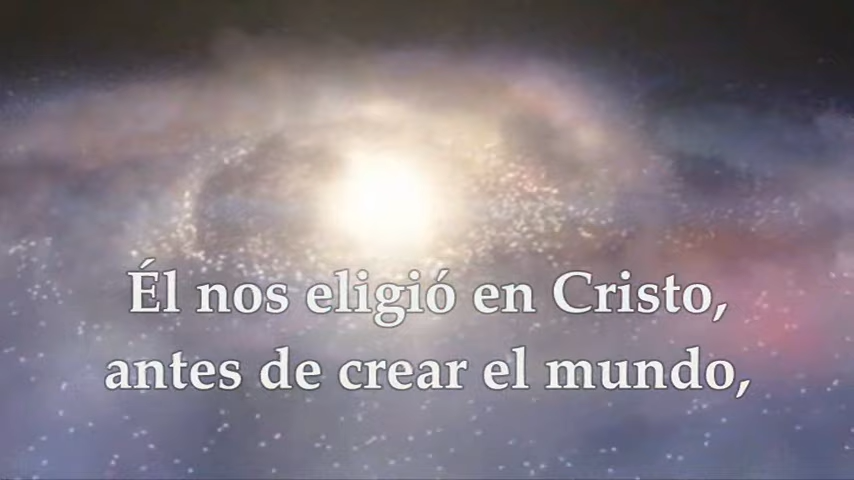 Él nos eligió en Cristo,
antes de crear el mundo,